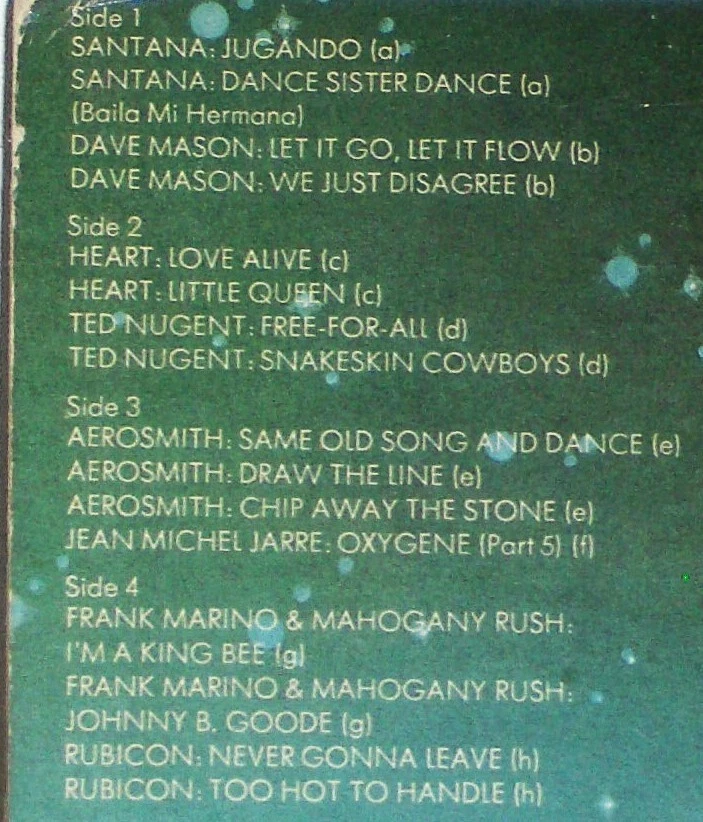 Side 1
SANTANA: JUGANDO (a)
SANTANA: DANCE SISTER DANCE (a)
(Baila Mi Hermana)
DAVE MASON: LET IT GO, LET IT FLOW (b)
DAVE MASON: WE JUST DISAGREE (b)
Side 2
HEART: LOVE ALIVE (c)
HEART: LITTLE QUEEN (c)
TED NUGENT: FREE-FOR-ALL (d)
TED NUGENT: SNAKESKIN COWBOYS (d)
Side 3
AEROSMITH: SAME OLD SONG AND DANCE (e)
AEROSMITH: DRAW THE LINE (e)
AEROSMITH: CHIP AWAY THE STONE (e)
JEAN MICHEL JARRE: OXYGENE (Part 5) (f)
Side 4
FRANK MARINO & MAHOGANY RUSH:
I'M A KING BEE (g)
FRANK MARINO & MAHOGANY RUSH:
JOHNNY B. GOODE (g)
RUBICON: NEVER GONNA LEAVE (h)
RUBICON: TOO HOT TO HANDLE (h)